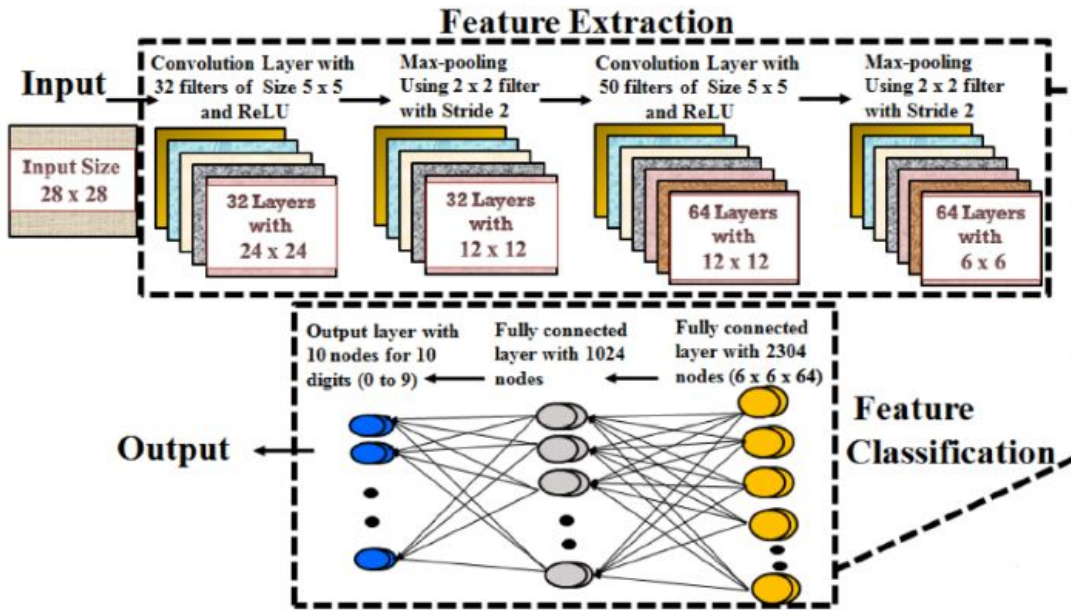 Feature Extraction
Input
Convolution Layer with
32 filters of Size 5 x 5
and ReLU
Max-pooling
Using 2 x 2 filter
with Stride 2
Convolution Layer with
50 filters of Size 5 x 5
and ReLU
Max-pooling
Using 2 x 2 filter
with Stride 2
Input Size
28 x 28
32 Layers
with
24 x 24
32 Layers
with
12 x 12
64 Layers
with
12 x 12
64 Layers
with
6 x 6
Output layer with
10 nodes for 10
digits (0 to 9)
Fully connected
layer with 1024
nodes
Fully connected
layer with 2304
nodes (6 x 6 x 64)
Output
Feature
Classification